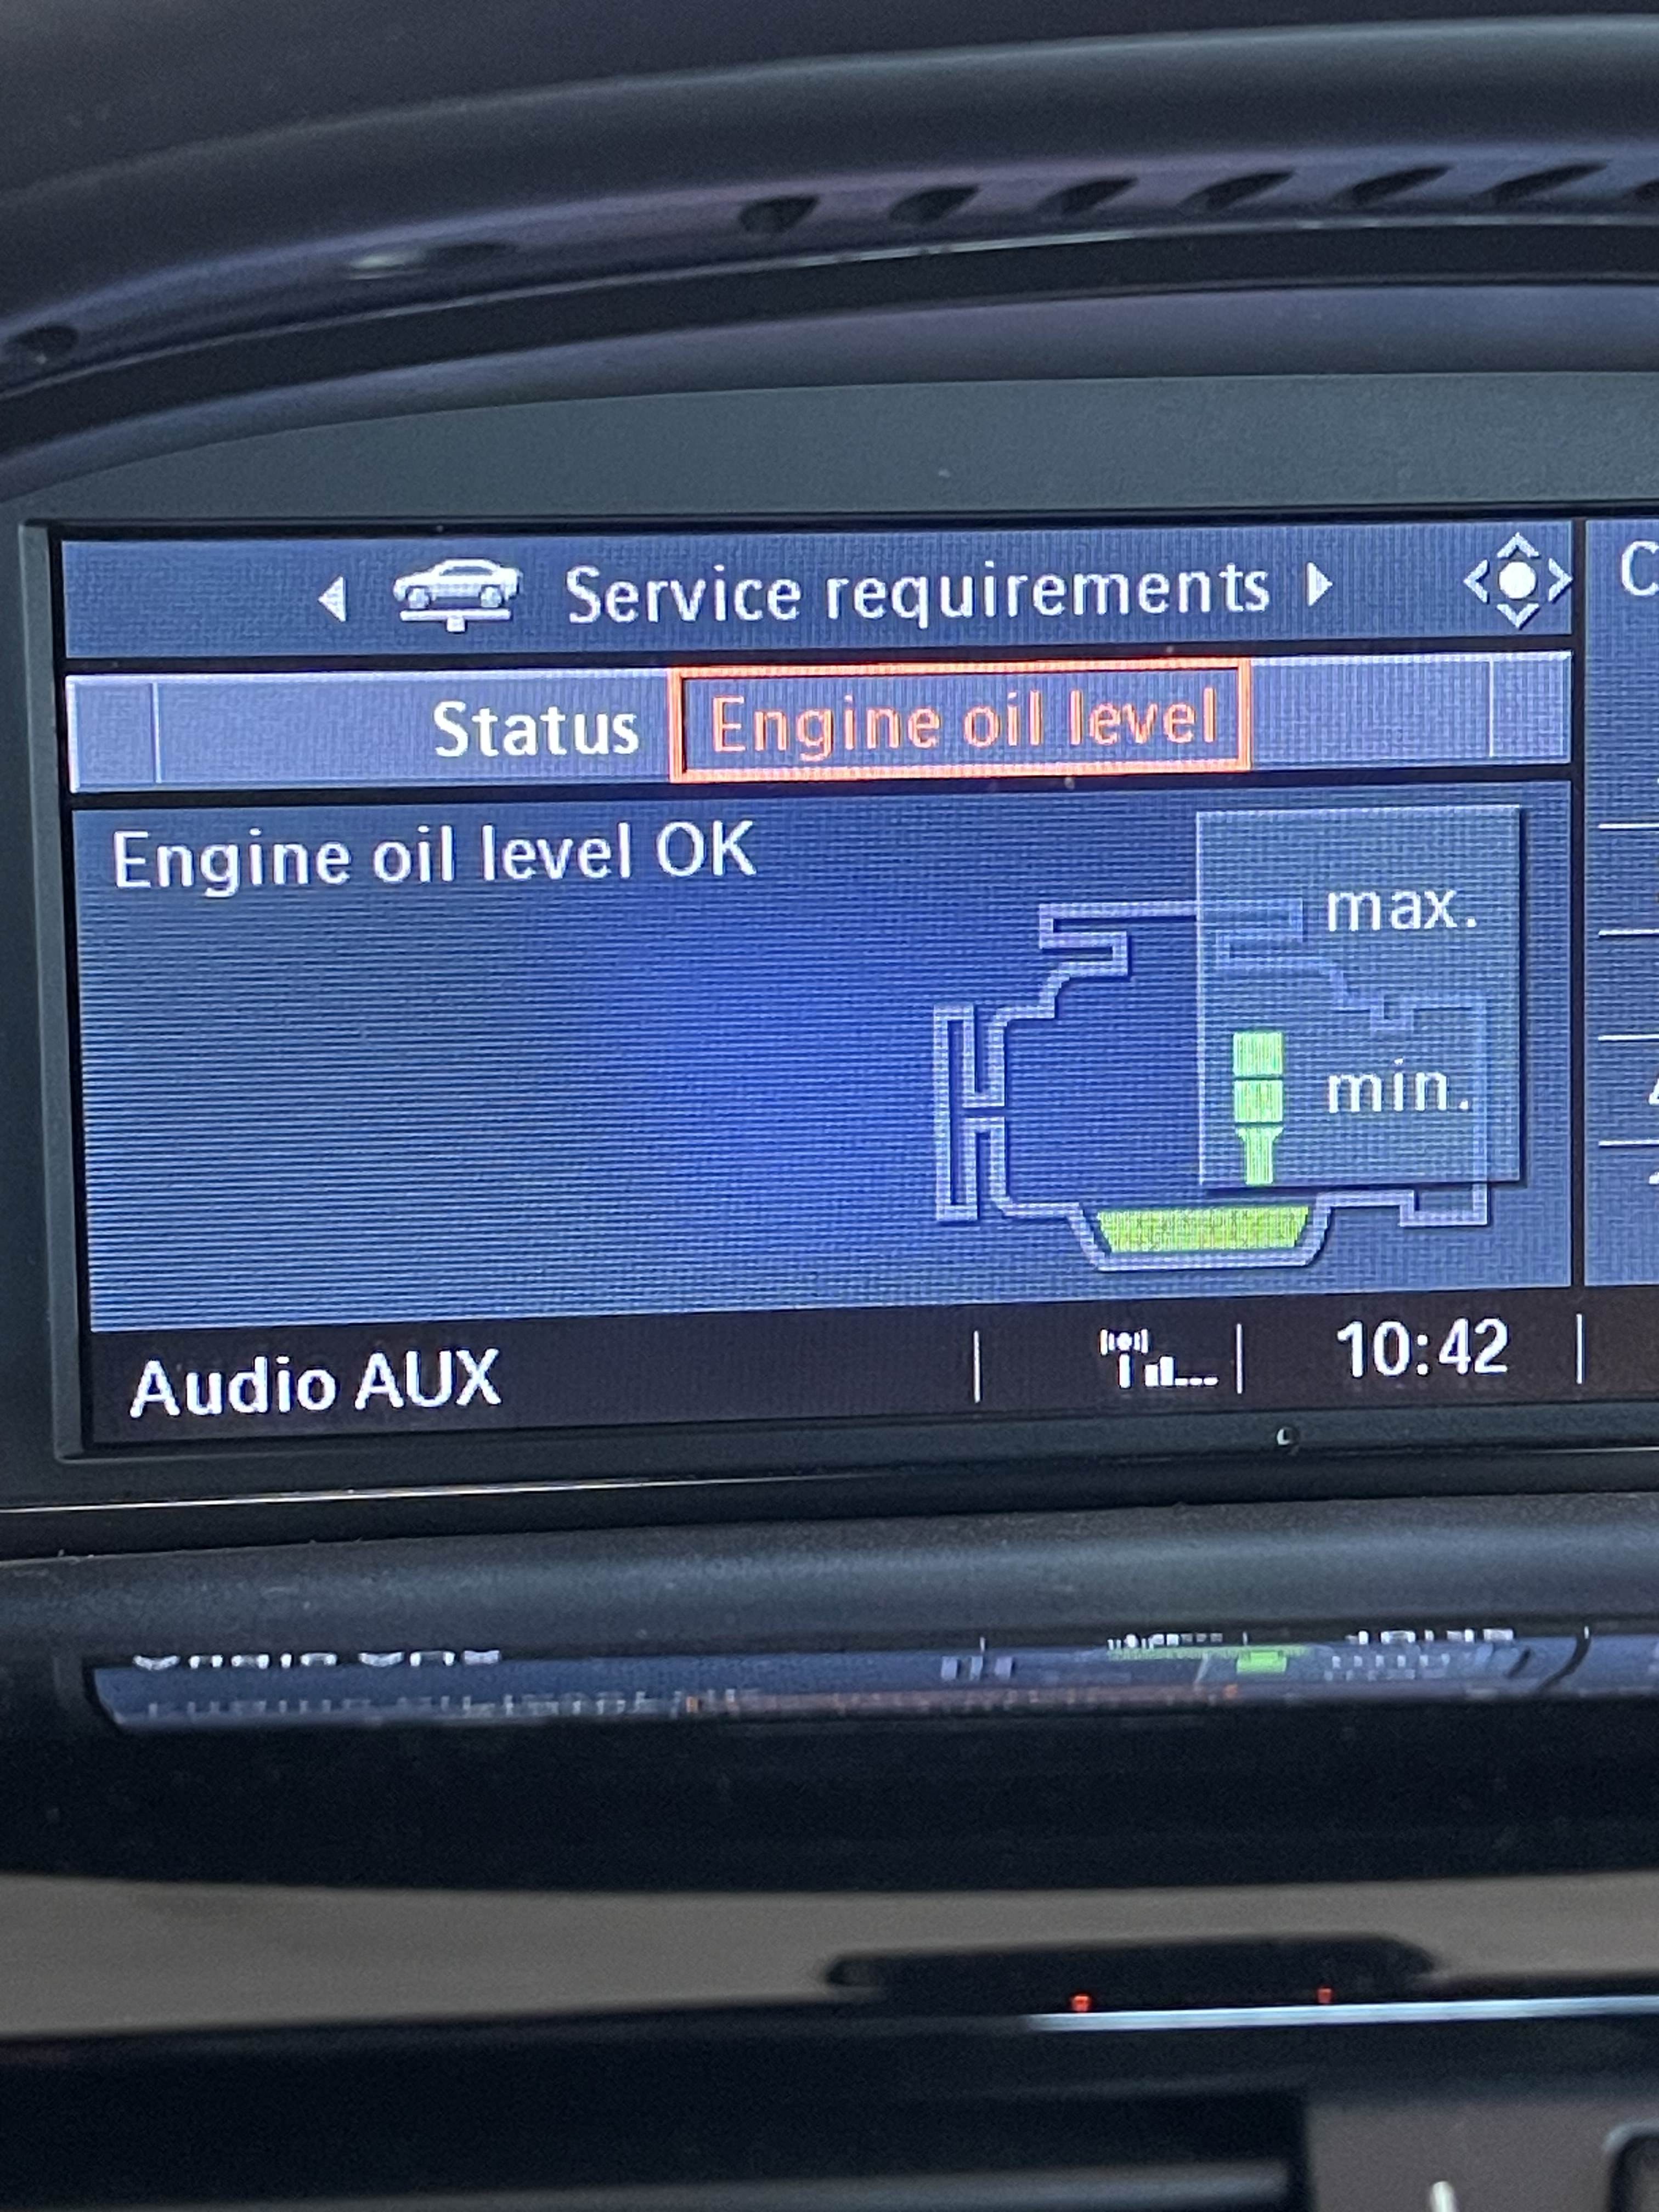 Service requirements
Status Engine oil level
Engine oil level OK
max.
min.
Audio AUX 10:42